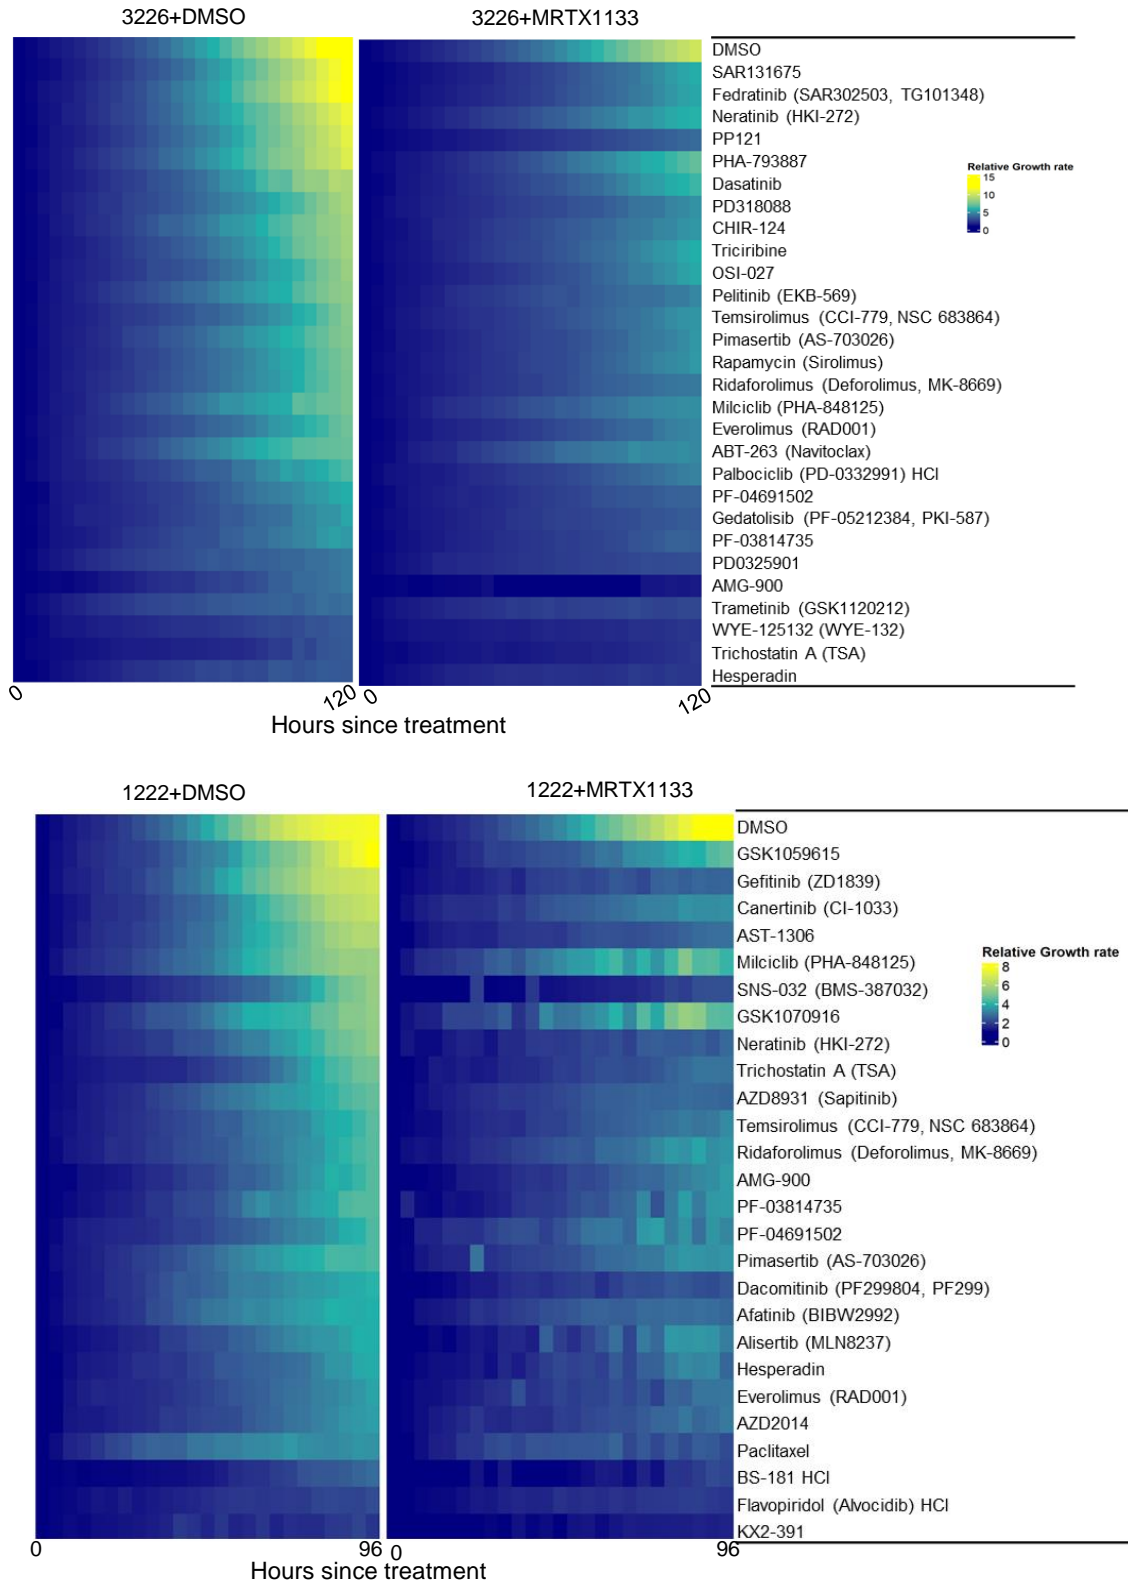 3226+DMSO
3226+MRTX1133
DMSO
SAR131675
Fedratinib (SAR302503, TG101348)
Neratinib (HKI-272)
PP121
PHA-793887
Dasatinib
PD318088
CHIR-124
Triciribine
OSI-027
Pelitinib (EKB-569)
Temsirolimus (CCI-779, NSC 683864)
Pimasertib (AS-703026)
Rapamycin (Sirolimus)
Ridaforolimus (Deforolimus, MK-8669)
Milciclib (PHA-848125)
Everolimus (RAD001)
ABT-263 (Navitoclax)
Palbociclib (PD-0332991) HCl
PF-04691502
Gedatolisib (PF-05212384, PKI-587)
PF-03814735
PD0325901
AMG-900
Trametinib (GSK1120212)
WYE-125132 (WYE-132)
Trichostatin A (TSA)
Hesperadin
Relative Growth rate
15
10
5
0
0
120
0
120
Hours since treatment
1222+DMSO
1222+MRTX1133
DMSO
GSK1059615
Gefitinib (ZD1839)
Canertinib (CI-1033)
AST-1306
Milciclib (PHA-848125)
SNS-032 (BMS-387032)
GSK1070916
Neratinib (HKI-272)
Trichostatin A (TSA)
AZD8931 (Sapitinib)
Temsirolimus (CCI-779, NSC 683864)
Ridaforolimus (Deforolimus, MK-8669)
AMG-900
PF-03814735
PF-04691502
Pimasertib (AS-703026)
Dacomitinib (PF299804, PF299)
Afatinib (BIBW2992)
Alisertib (MLN8237)
Hesperadin
Everolimus (RAD001)
AZD2014
Paclitaxel
BS-181 HCl
Flavopiridol (Alvocidib) HCl
KX2-391
Relative Growth rate
8
6
4
2
0
0
96
0
96
Hours since treatment